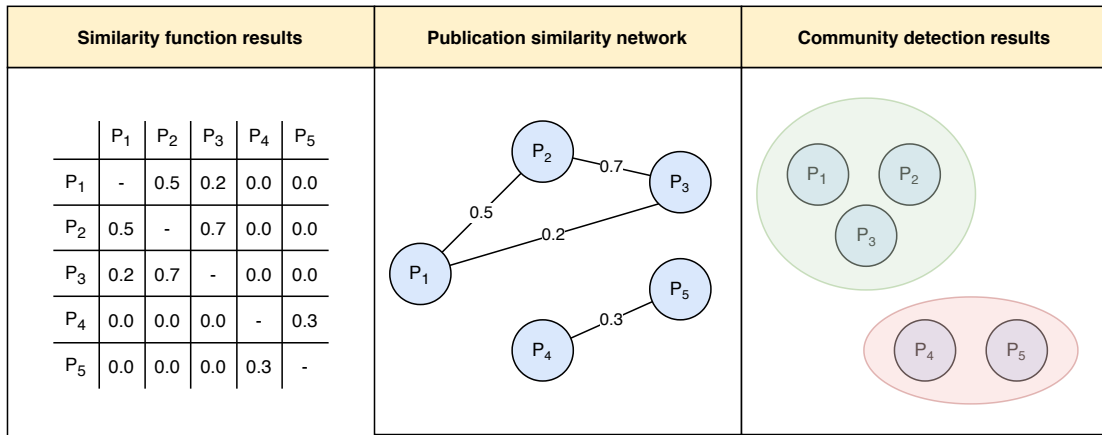 Similarity function results
Publication similarity network
Community detection results
P₁ P₂ P₃ P₄ P₅
P₁ - 0.5 0.2 0.0 0.0
P₂ 0.5 - 0.7 0.0 0.0
P₃ 0.2 0.7 - 0.0 0.0
P₄ 0.0 0.0 0.0 - 0.3
P₅ 0.0 0.0 0.0 0.3 -
P₂
0.7
P₃
0.5
0.2
P₁
P₅
0.3
P₄
P₁ P₂
P₃
P₄ P₅